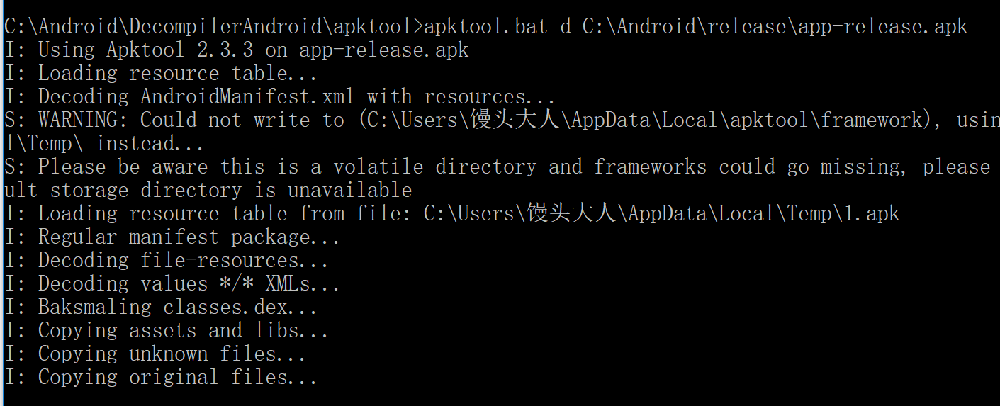 C:\Android\DecompilerAndroid\apktool>apktool.bat d C:\Android\release\app-release.apk
I: Using Apktool 2.3.3 on app-release.apk
I: Loading resource table...
I: Decoding AndroidManifest.xml with resources...
S: WARNING: Could not write to (C:\Users\馒头大人\AppData\Local\apktool\framework), usin
l\Temp\ instead...
S: Please be aware this is a volatile directory and frameworks could go missing, please
ult storage directory is unavailable
I: Loading resource table from file: C:\Users\馒头大人\AppData\Local\Temp\1.apk
I: Regular manifest package...
I: Decoding file-resources...
I: Decoding values */* XMLs...
I: Baksmaling classes.dex...
I: Copying assets and libs...
I: Copying unknown files...
I: Copying original files...